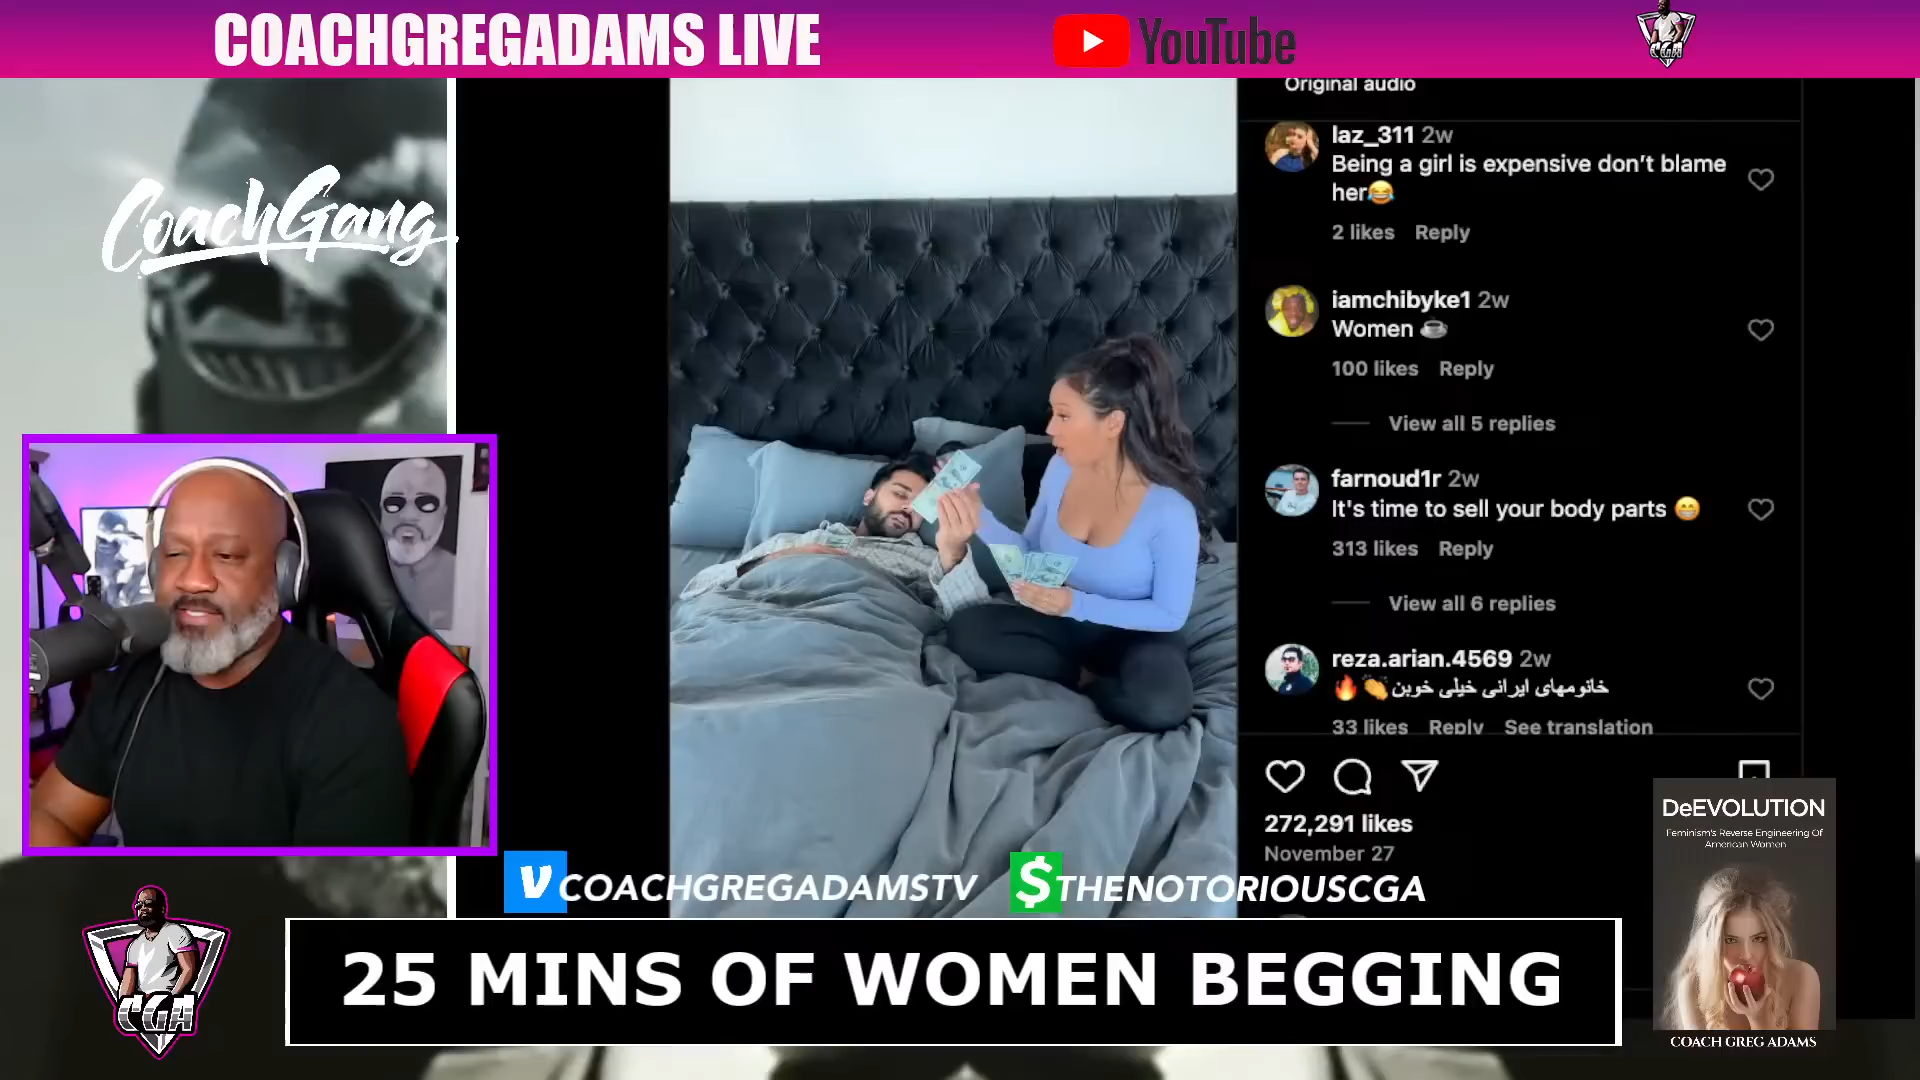 COACHGREGADAMS LIVE
YouTube
CGA
Original audio
CoachGang
laz_311 2w
Being a girl is expensive don’t blame
her😂
2 likes Reply
iamchibyke1 2w
Women ☕
100 likes Reply
View all 5 replies
farnoud1r 2w
It's time to sell your body parts 😁
313 likes Reply
View all 6 replies
reza.arian.4569 2w
خانومهای ایرانی خیلی خوبن👏🔥
33 likes Reply See translation
272,291 likes
November 27
DeEVOLUTION
Feminism's Reverse Engineering Of
American Women
COACH GREG ADAMS
COACHGREGADAMSTV
$THENOTORIOUSCGA
CGA
25 MINS OF WOMEN BEGGING